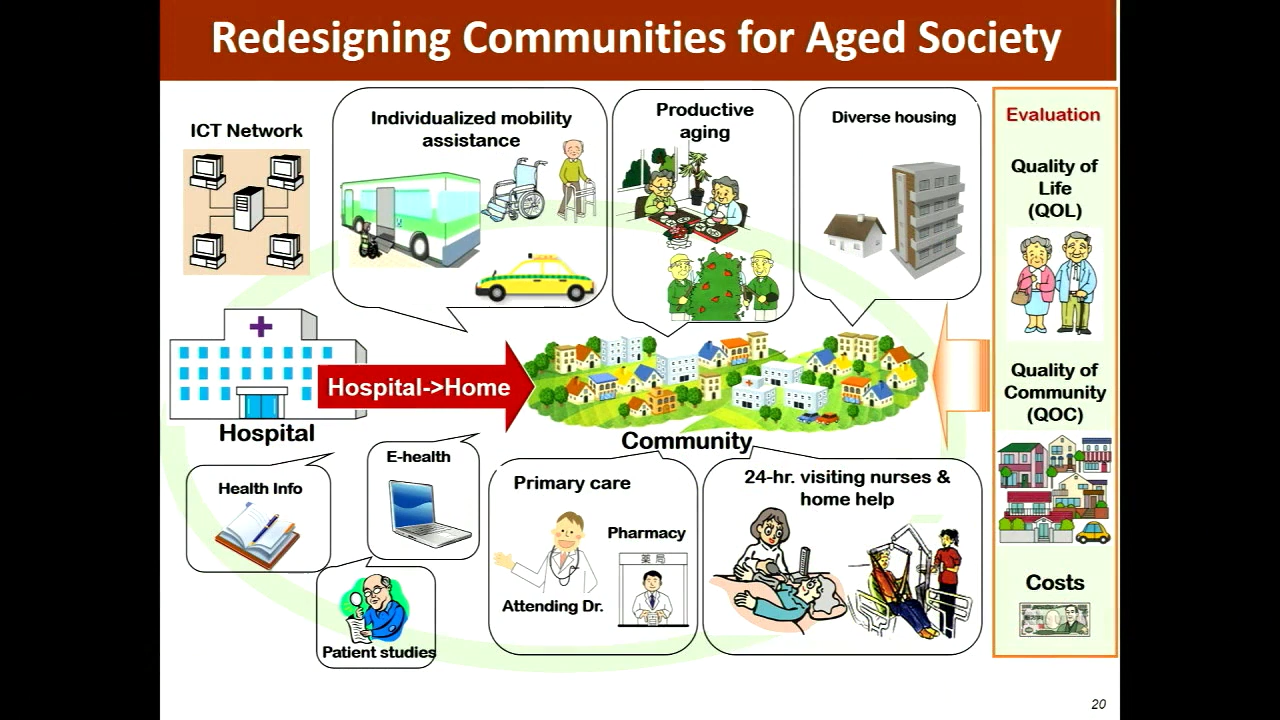 Redesigning Communities for Aged Society
ICT Network
Individualized mobility
assistance
Productive
aging
Diverse housing
Evaluation
Quality of
Life
(QOL)
Hospital->Home
Hospital
Community
Quality of
Community
(QOC)
Health Info
E-health
Patient studies
Primary care
Attending Dr.
Pharmacy
薬 局
24-hr. visiting nurses &
home help
Costs
20